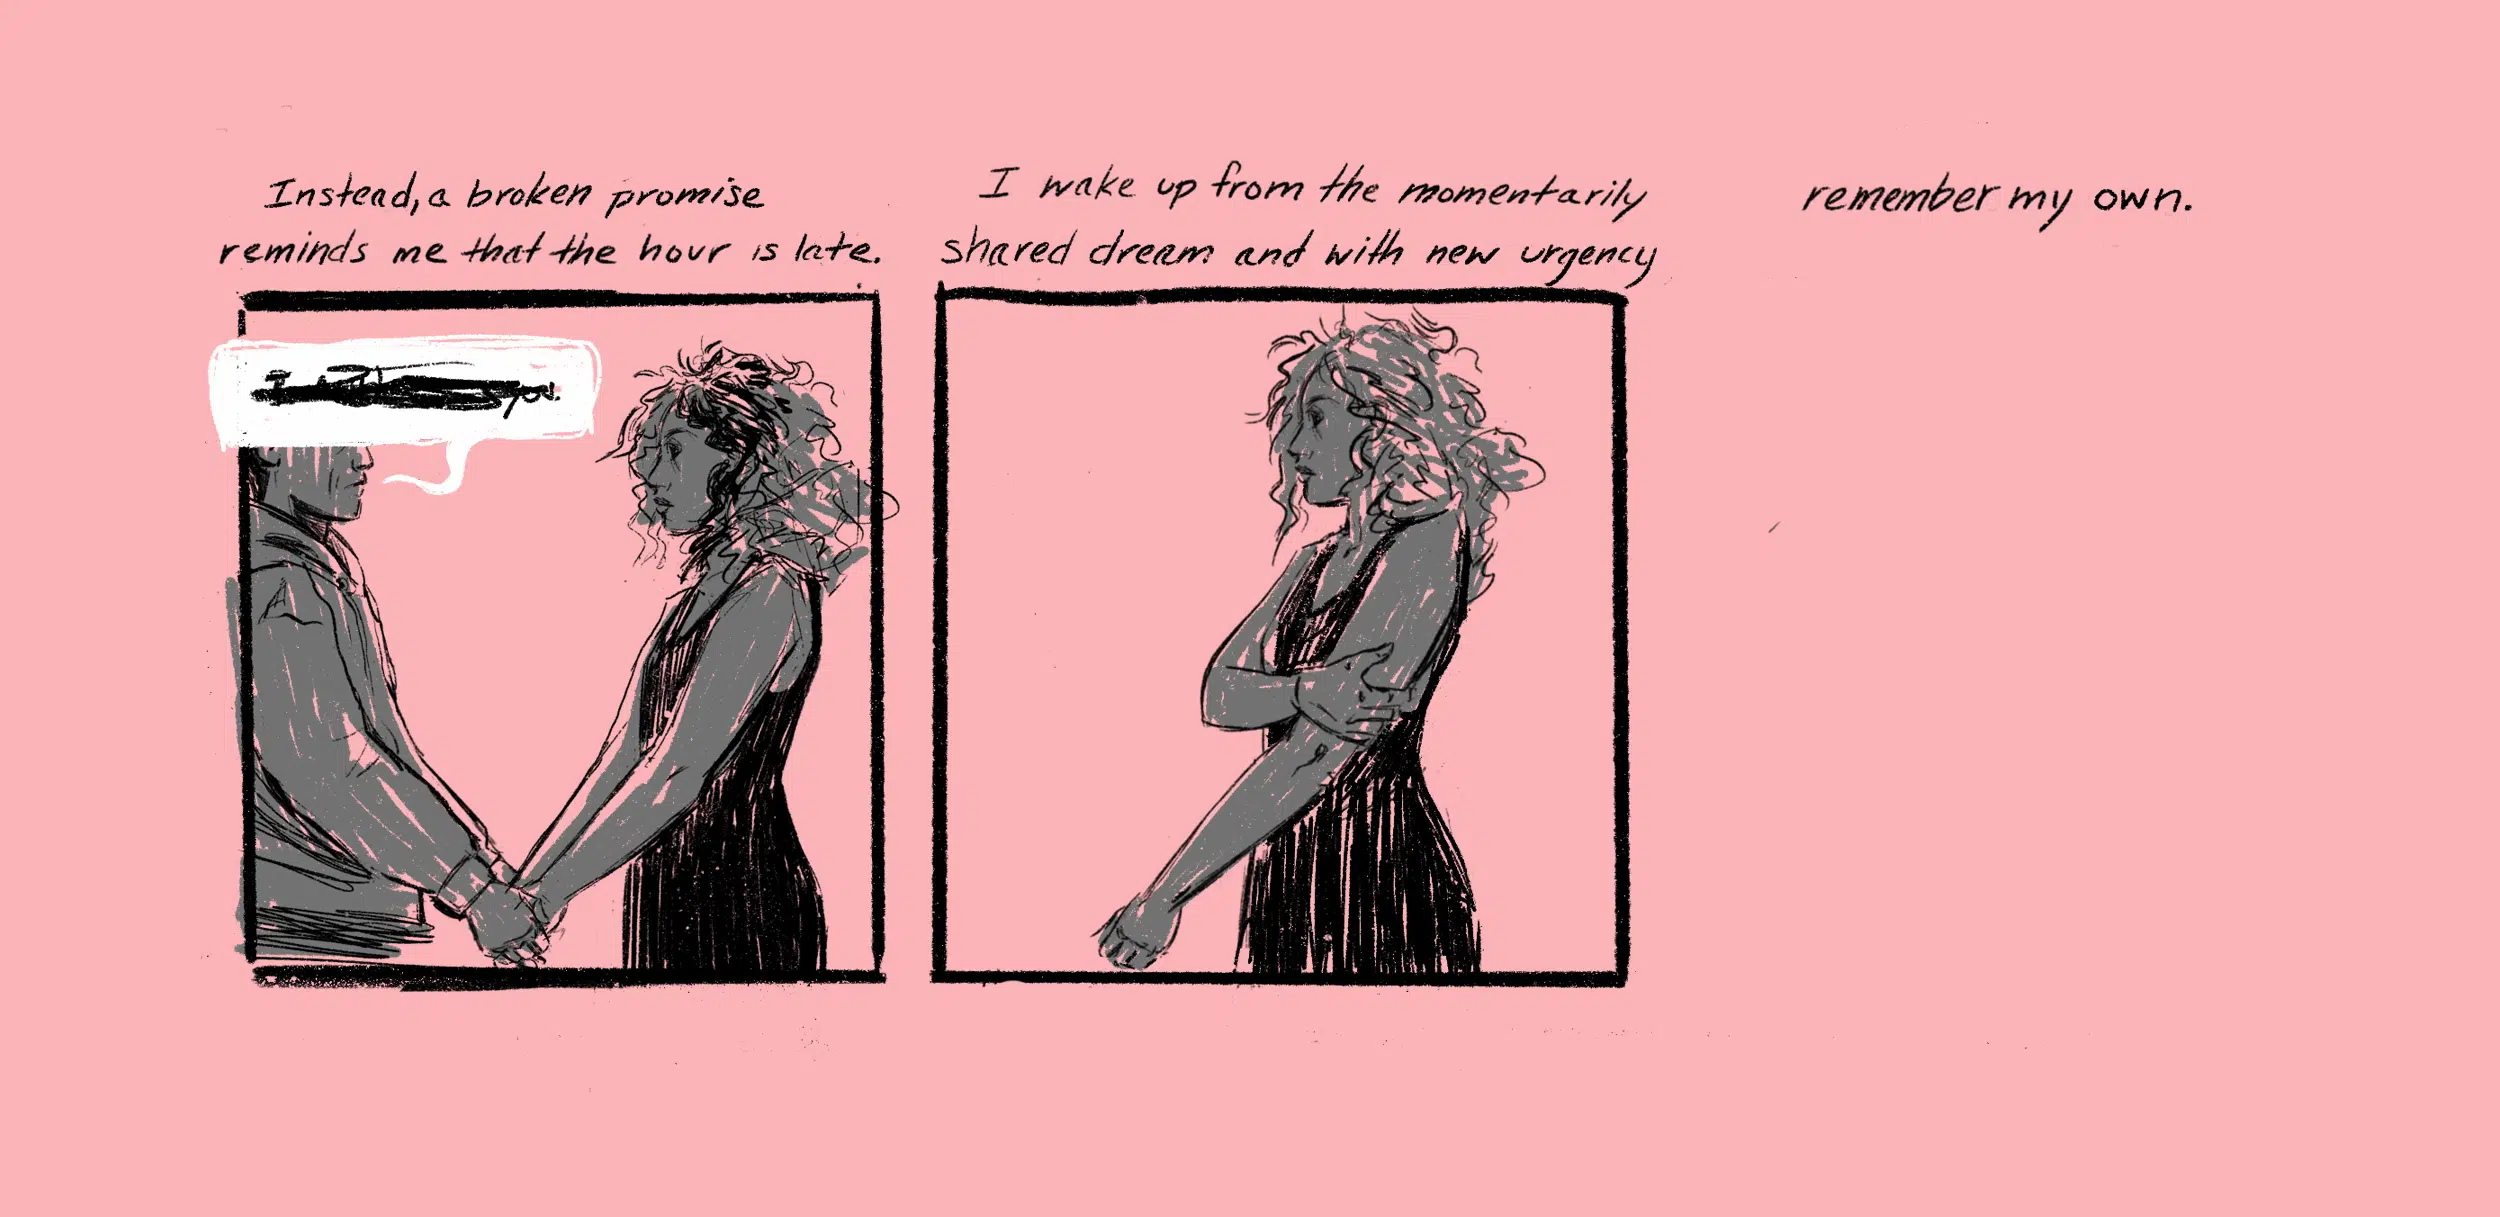 Instead, a broken promise
reminds me that the hour is late.
I you.
I wake up from the momentarily
shared dream and with new urgency
remember my own.